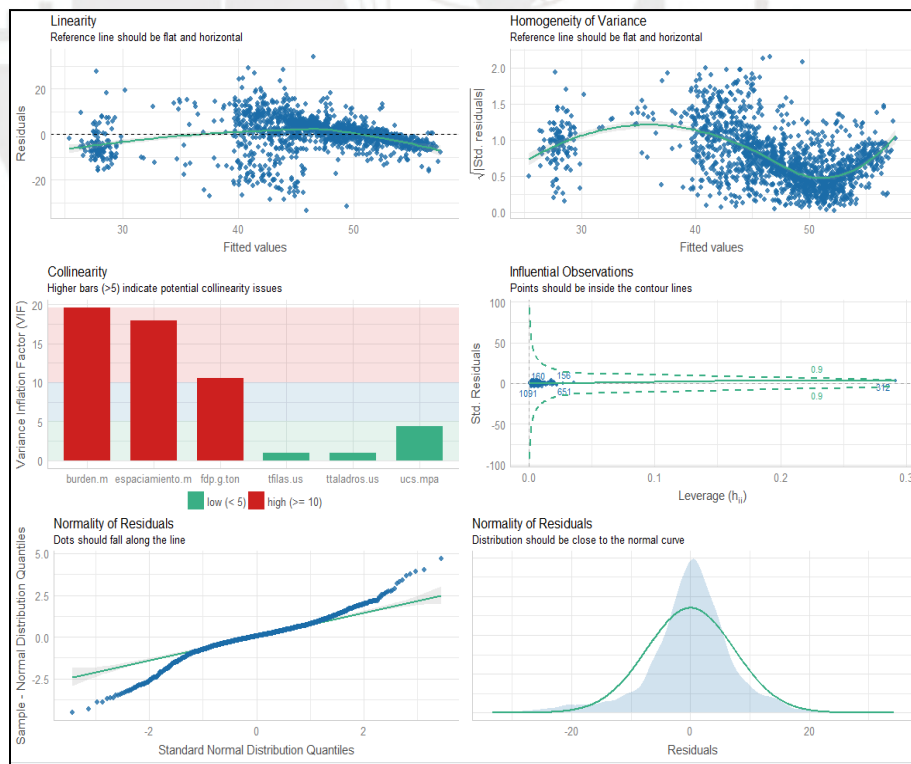 Linearity
Reference line should be flat and horizontal
Residuals
20
0
-20
30
40
50
Fitted values
Homogeneity of Variance
Reference line should be flat and horizontal
√|Std. residuals|
2.0
1.5
1.0
0.5
0.0
30
40
50
Fitted values
Collinearity
Higher bars (>5) indicate potential collinearity issues
Variance Inflation Factor (VIF)
20
15
10
5
0
burden.m
espaciamiento.m
fdp.g.ton
tfilas.us
ttaladros.us
ucs.mpa
low (< 5)
high (>= 10)
Influential Observations
Points should be inside the contour lines
Std. Residuals
100
50
0
-50
-100
160
156
1091
651
0.9
0.9
312
0.0
0.1
0.2
0.3
Leverage (hii)
Normality of Residuals
Dots should fall along the line
Sample - Normal Distribution Quantiles
5.0
2.5
0.0
-2.5
-2
0
2
Standard Normal Distribution Quantiles
Normality of Residuals
Distribution should be close to the normal curve
-20
0
20
Residuals